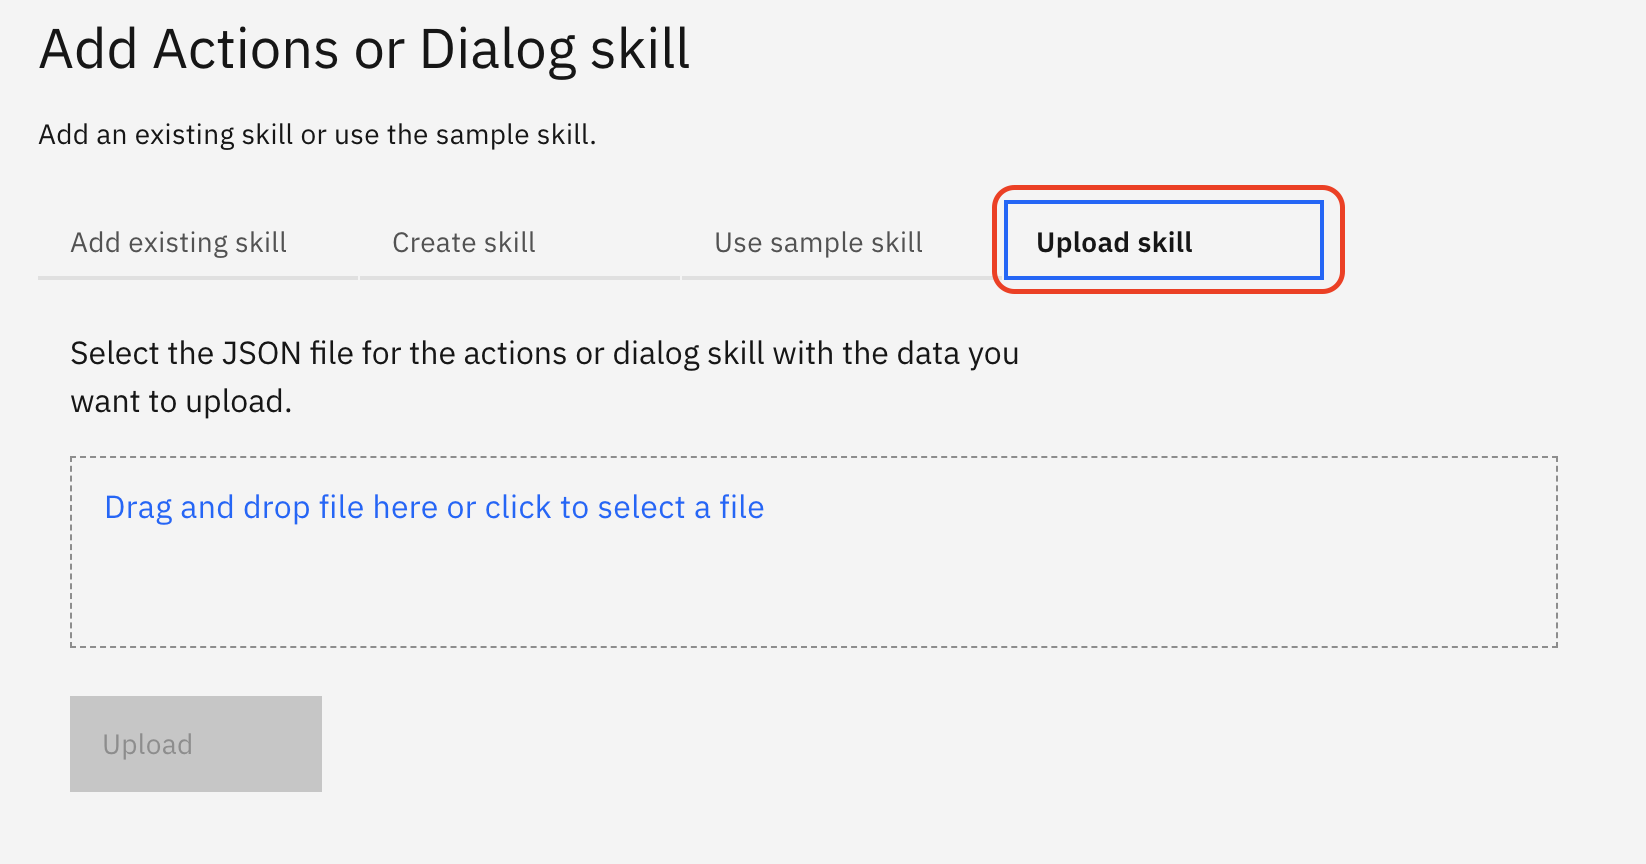 Add Actions or Dialog skill
Add an existing skill or use the sample skill.
Add existing skill
Create skill
Use sample skill
Upload skill
Select the JSON file for the actions or dialog skill with the data you
want to upload.
Drag and drop file here or click to select a file
Upload